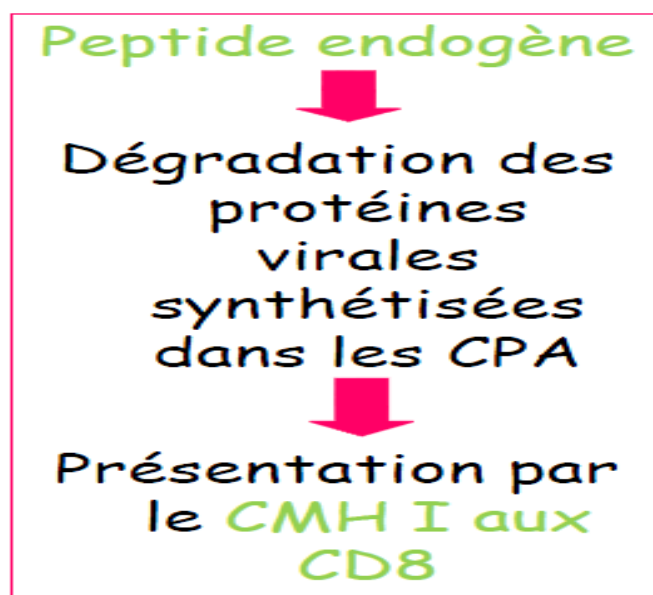 Peptide endogène
Dégradation des
protéines
virales
synthétisées
dans les CPA
Présentation par
le CMH I aux
CD8